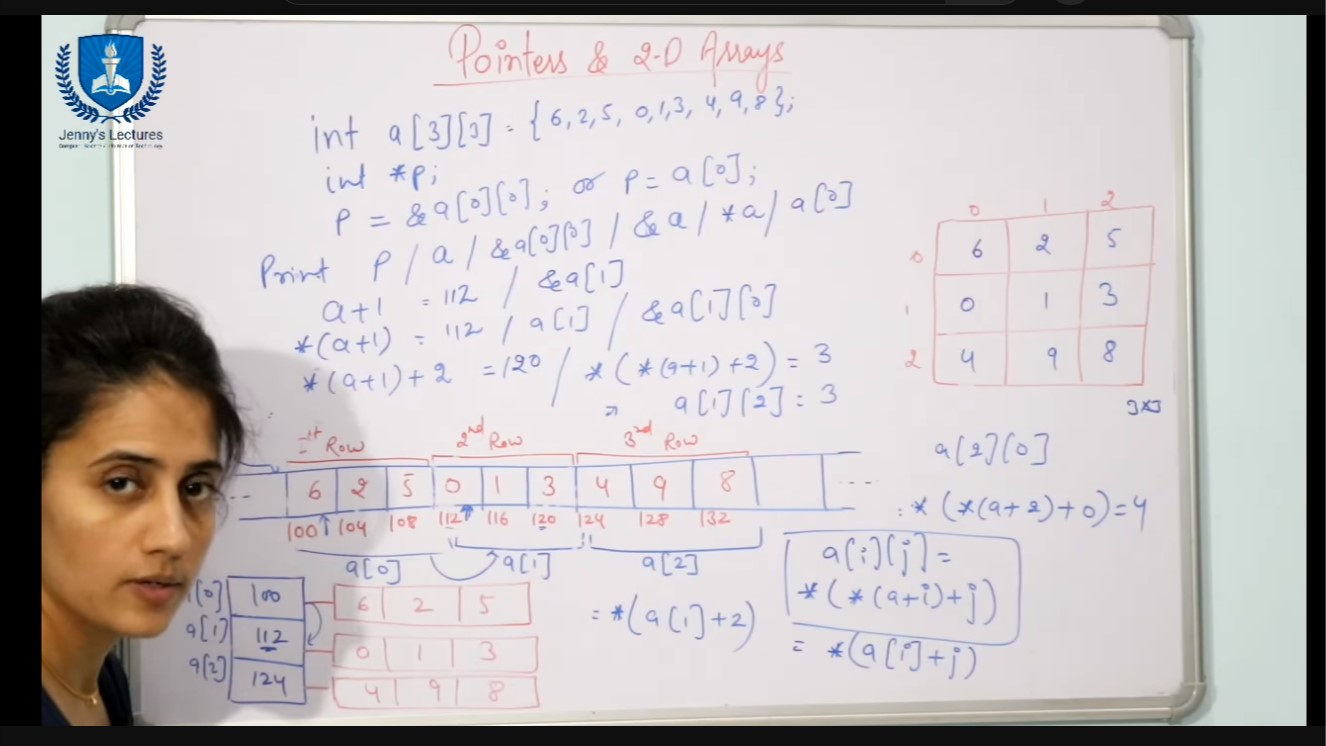 Jenny's Lectures
Pointers & 2-D Arrays
int a[3][3] = {6,2,5, 0,1,3, 4,9,8};
int *p;
p = &a[0][0]; or p = a[0];
Print p / a / &a[0][0] / &a / *a / a[0]
a+1 = 112 / &a[1]
*(a+1) = 112 / a[1] / &a[1][0]
*(a+1)+2 = 120 / *(*(a+1)+2) = 3
a[1][2] = 3
0 1 2
0 6 2 5
1 0 1 3
2 4 9 8
3x3
1st Row 2nd Row 3rd Row
6 2 5 0 1 3 4 9 8
100 104 108 112 116 120 124 128 132
a[0] a[1] a[2]
[0] 100 6 2 5
a[1] 112 0 1 3
a[2] 124 4 9 8
= *(a[1]+2)
a[2][0]
= *(*(a+2)+0) = 4
a[i][j] =
*(*(a+i)+j)
= *(a[i]+j)